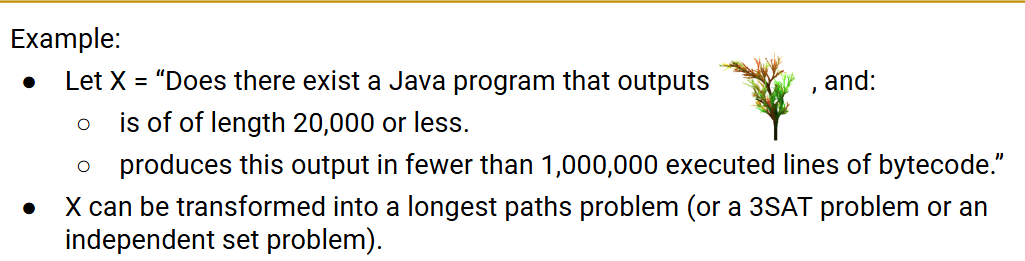 Example:
● Let X = “Does there exist a Java program that outputs , and:
○ is of of length 20,000 or less.
○ produces this output in fewer than 1,000,000 executed lines of bytecode.”
● X can be transformed into a longest paths problem (or a 3SAT problem or an
independent set problem).